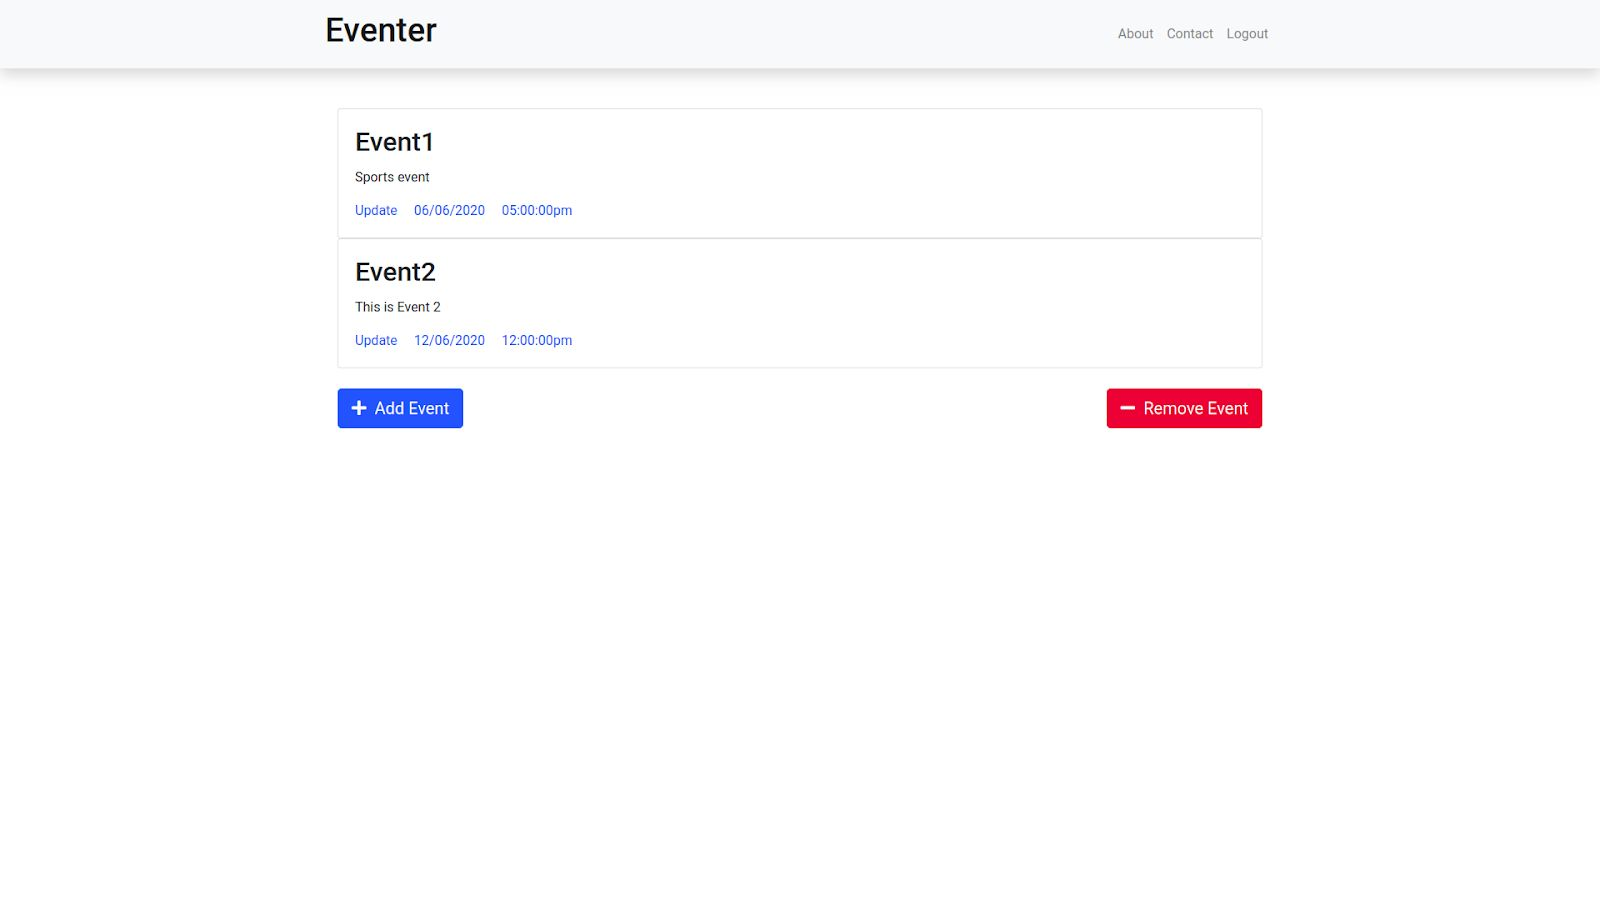 Eventer
About Contact Logout
Event1
Sports event
Update 06/06/2020 05:00:00pm
Event2
This is Event 2
Update 12/06/2020 12:00:00pm
Add Event
Remove Event